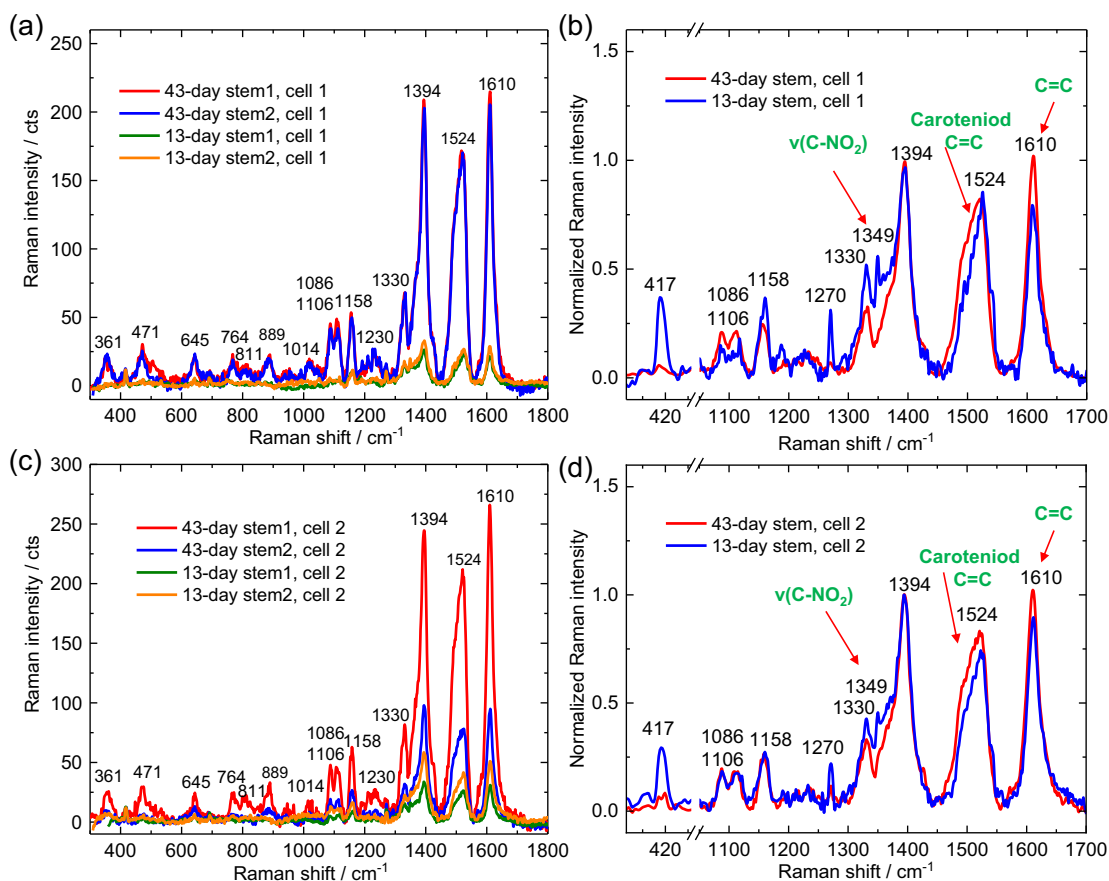 (a)
250
200
150
100
50
0
Raman intensity / cts
43-day stem1, cell 1
43-day stem2, cell 1
13-day stem1, cell 1
13-day stem2, cell 1
1394
1610
1524
1330
1086
1106 1158
1230
1014
889
764
811
645
471
361
400 600 800 1000 1200 1400 1600 1800
Raman shift / cm-1
(b)
1.5
1.0
0.5
0.0
Normalized Raman intensity
43-day stem, cell 1
13-day stem, cell 1
C=C
Caroteniod
C=C
ν(C-NO2)
1610
1394
1524
1349
1330
1270
1158
1086
1106
417
420 1100 1200 1300 1400 1500 1600 1700
Raman shift / cm-1
(c)
300
250
200
150
100
50
0
Raman intensity / cts
43-day stem1, cell 2
43-day stem2, cell 2
13-day stem1, cell 2
13-day stem2, cell 2
1610
1394
1524
1330
1086
1106 1158
1230
1014
889
764
811
645
471
361
400 600 800 1000 1200 1400 1600 1800
Raman shift / cm-1
(d)
1.5
1.0
0.5
0.0
Normalized Raman intensity
43-day stem, cell 2
13-day stem, cell 2
C=C
Caroteniod
C=C
ν(C-NO2)
1610
1394
1524
1349
1330
1270
1158
1086
1106
417
420 1100 1200 1300 1400 1500 1600 1700
Raman shift / cm-1